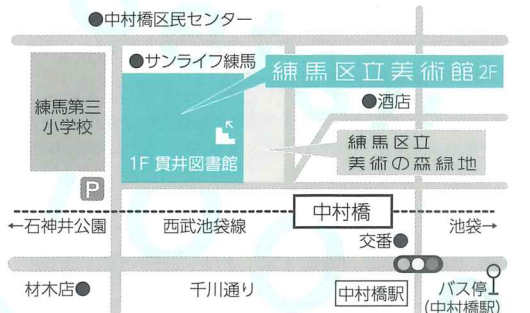 ●中村橋区民センター
●サンライフ練馬
練馬区立美術館2F
練馬第三
小学校
●酒店
練馬区立
美術の森緑地
1F 貫井図書館
P
中村橋
←石神井公園
西武池袋線
池袋→
交番●
材木店●
千川通り
中村橋駅
バス停
(中村橋駅)